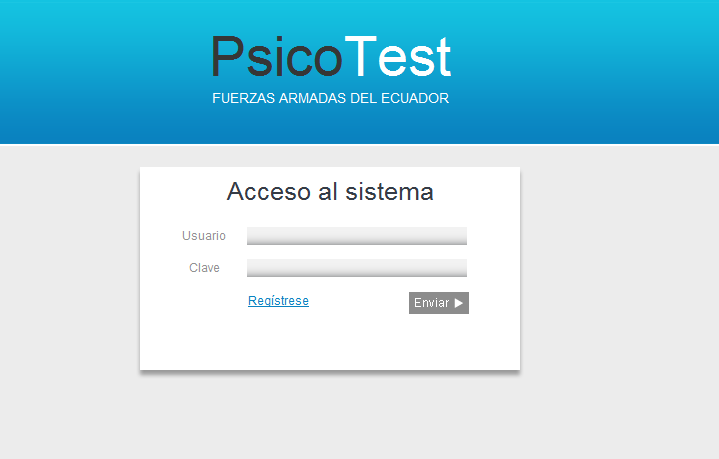 PsicoTest
FUERZAS ARMADAS DEL ECUADOR
Acceso al sistema
Usuario
Clave
Regístrese
Enviar